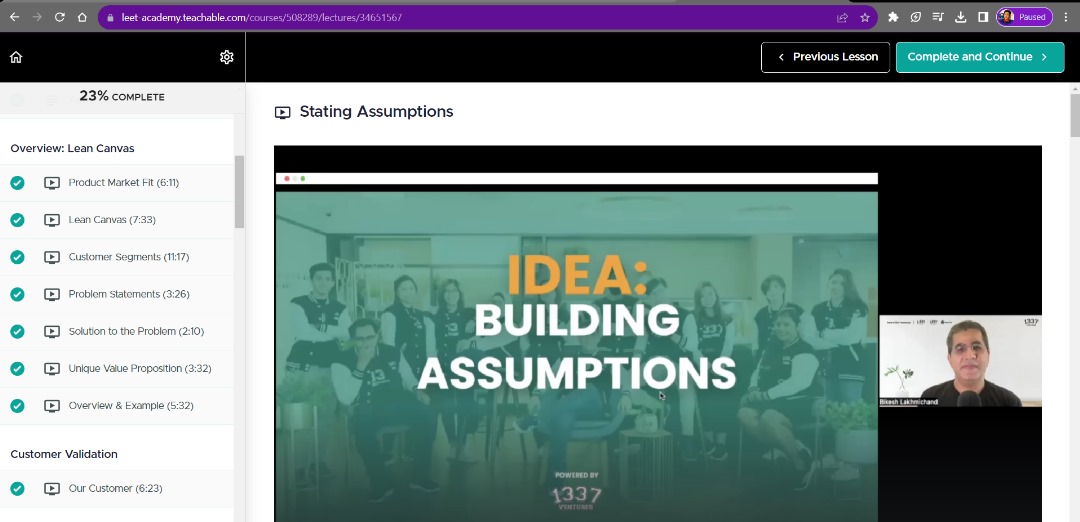 leet-academy.teachable.com/courses/508289/lectures/34651567
Paused
Previous Lesson
Complete and Continue
23% COMPLETE
Stating Assumptions
Overview: Lean Canvas
Product Market Fit (6:11)
Lean Canvas (7:33)
Customer Segments (11:17)
Problem Statements (3:26)
Solution to the Problem (2:10)
Unique Value Proposition (3:32)
Overview & Example (5:32)
Customer Validation
Our Customer (6:23)
IDEA:
BUILDING
ASSUMPTIONS
POWERED BY
1337
VENTURES
1337
Bikesh Lakhmichand